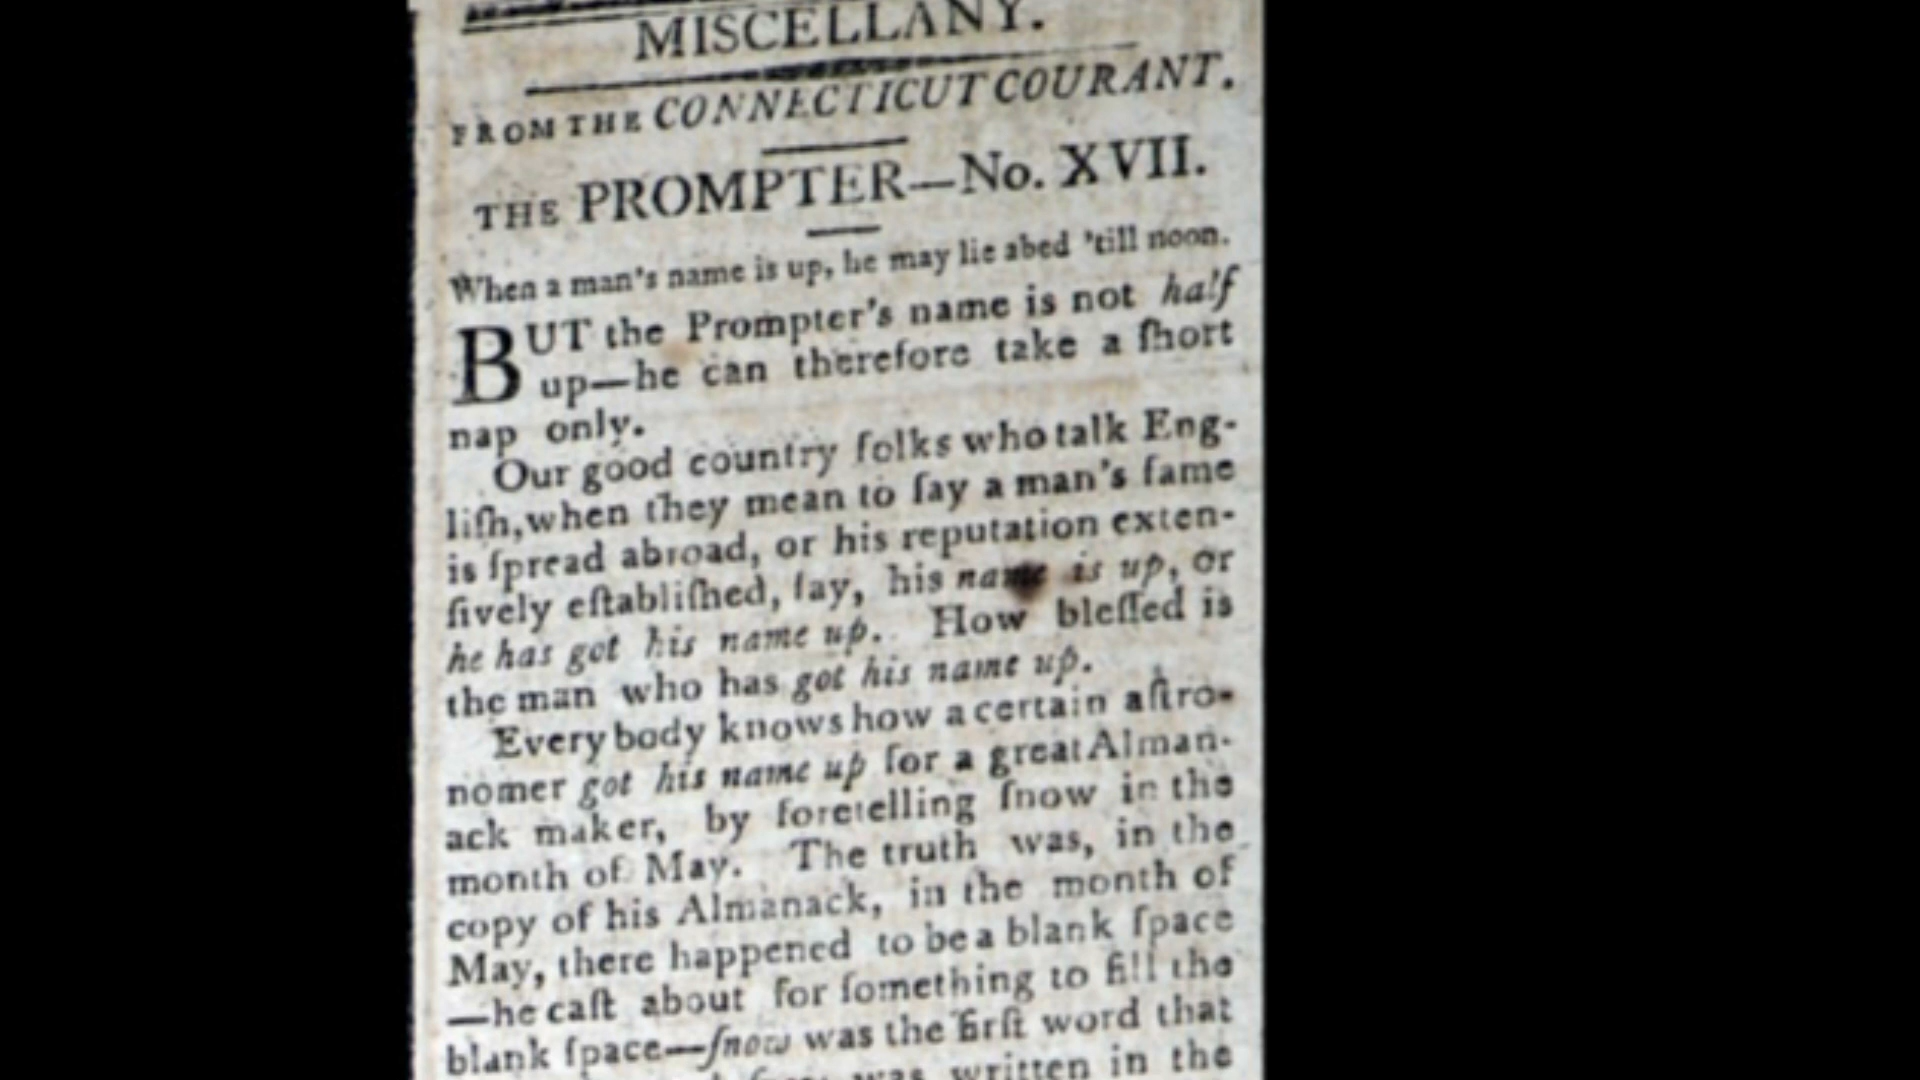 MISCELLANY.
FROM THE CONNECTICUT COURANT.
THE PROMPTER—No. XVII.
When a man's name is up, he may lie abed 'till noon.
BUT the Prompter's name is not half
up—he can therefore take a ſhort
nap only.
Our good country folks who talk Eng-
liſh, when they mean to ſay a man's fame
is ſpread abroad, or his reputation exten-
ſively eſtabliſhed, ſay, his name is up, or
he has got his name up. How bleſſed is
the man who has got his name up.
Every body knows how a certain aſtro-
nomer got his name up for a great Alman-
ack maker, by foretelling ſnow in the
month of May. The truth was, in the
copy of his Almanack, in the month of
May, there happened to be a blank ſpace
—he caſt about for ſomething to fill the
blank ſpace—ſnow was the firſt word that
was written in the